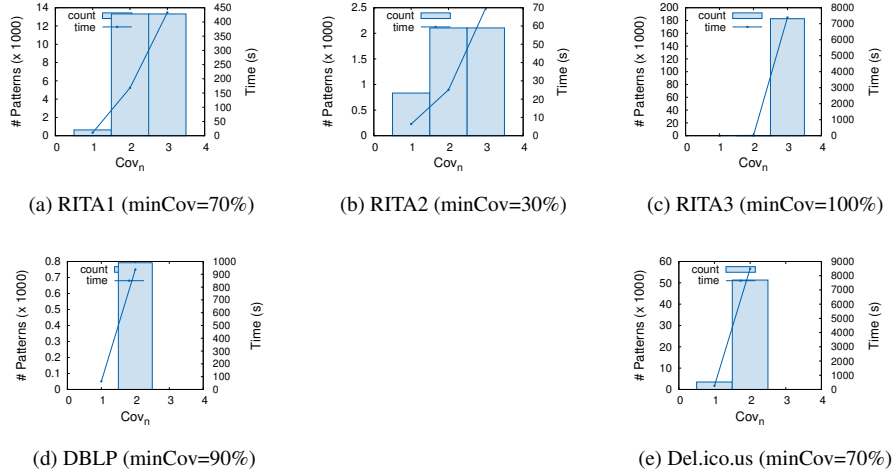 14
12
10
8
6
4
2
0
0 1 2 3 4
450
400
350
300
250
200
150
100
50
0
# Patterns (x 1000)
Time (s)
Cov_n
count
time
(a) RITA1 (minCov=70%)
2.5
2
1.5
1
0.5
0
0 1 2 3 4
70
60
50
40
30
20
10
0
# Patterns (x 1000)
Time (s)
Cov_n
count
time
(b) RITA2 (minCov=30%)
200
180
160
140
120
100
80
60
40
20
0
0 1 2 3 4
8000
7000
6000
5000
4000
3000
2000
1000
0
# Patterns (x 1000)
Time (s)
Cov_n
count
time
(c) RITA3 (minCov=100%)
0.8
0.7
0.6
0.5
0.4
0.3
0.2
0.1
0
0 1 2 3 4
1000
900
800
700
600
500
400
300
200
100
0
# Patterns (x 1000)
Time (s)
Cov_n
count
time
(d) DBLP (minCov=90%)
60
50
40
30
20
10
0
0 1 2 3 4
9000
8000
7000
6000
5000
4000
3000
2000
1000
0
# Patterns (x 1000)
Time (s)
Cov_n
count
time
(e) Del.ico.us (minCov=70%)